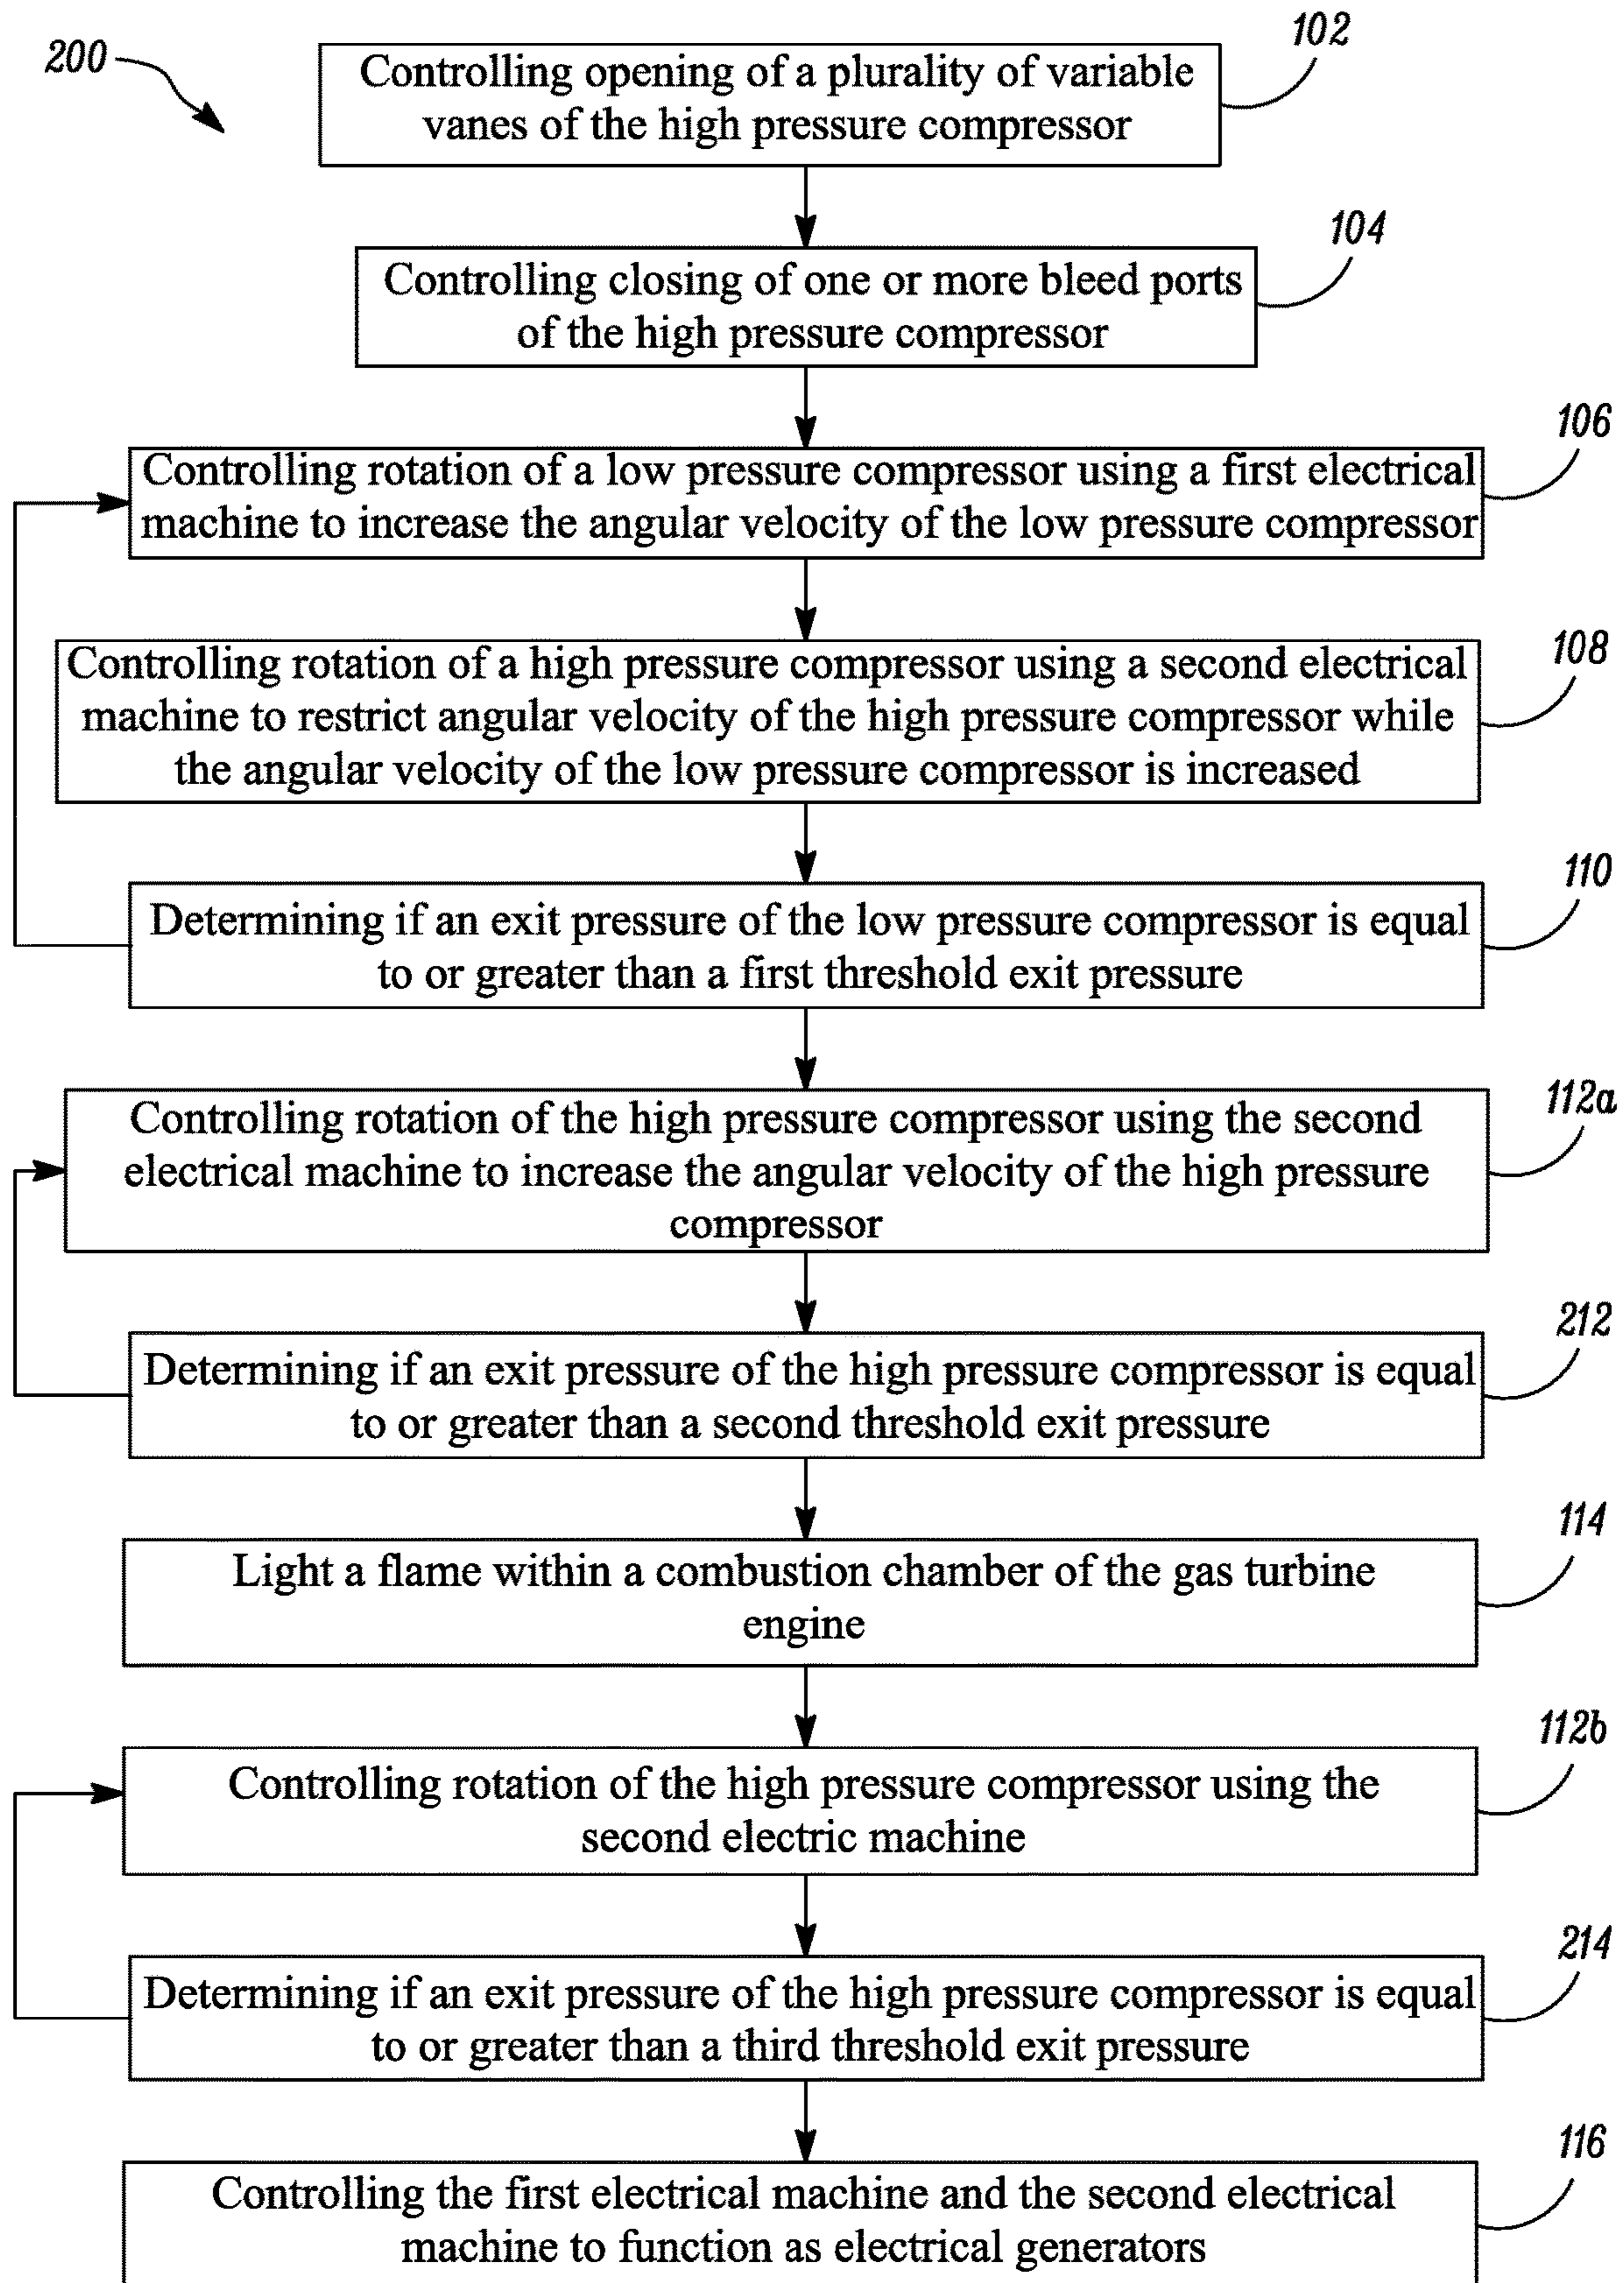 200
102
Controlling opening of a plurality of variable
vanes of the high pressure compressor
104
Controlling closing of one or more bleed ports
of the high pressure compressor
106
Controlling rotation of a low pressure compressor using a first electrical
machine to increase the angular velocity of the low pressure compressor
108
Controlling rotation of a high pressure compressor using a second electrical
machine to restrict angular velocity of the high pressure compressor while
the angular velocity of the low pressure compressor is increased
110
Determining if an exit pressure of the low pressure compressor is equal
to or greater than a first threshold exit pressure
112a
Controlling rotation of the high pressure compressor using the second
electrical machine to increase the angular velocity of the high pressure
compressor
212
Determining if an exit pressure of the high pressure compressor is equal
to or greater than a second threshold exit pressure
114
Light a flame within a combustion chamber of the gas turbine
engine
112b
Controlling rotation of the high pressure compressor using the
second electric machine
214
Determining if an exit pressure of the high pressure compressor is equal
to or greater than a third threshold exit pressure
116
Controlling the first electrical machine and the second electrical
machine to function as electrical generators